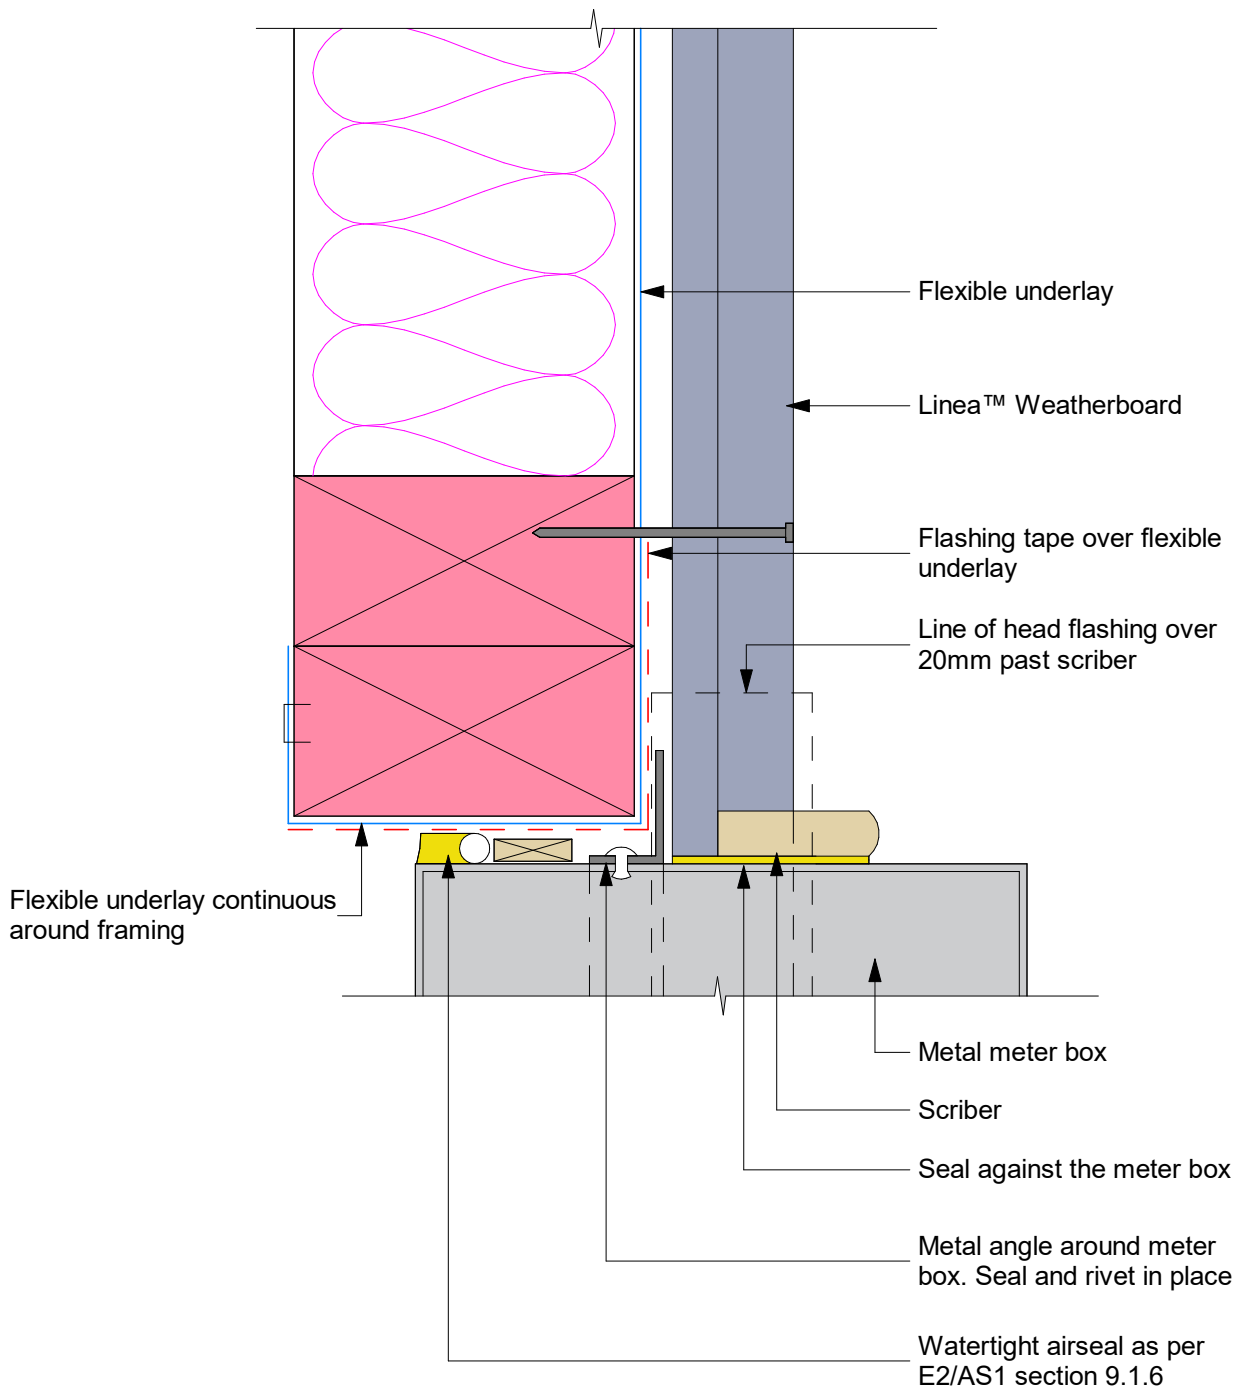 Flexible underlay
Linea™ Weatherboard
Flashing tape over flexible
underlay
Line of head flashing over
20mm past scriber
Flexible underlay continuous
around framing
Metal meter box
Scriber
Seal against the meter box
Metal angle around meter
box. Seal and rivet in place
Watertight airseal as per
E2/AS1 section 9.1.6